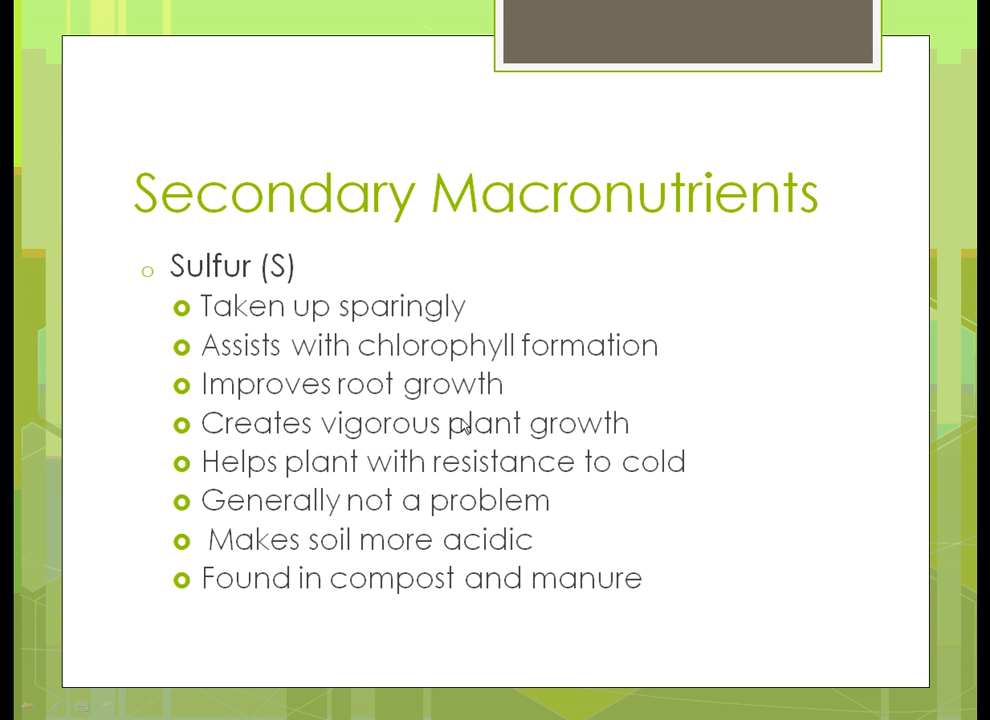 Secondary Macronutrients
Sulfur (S)
Taken up sparingly
Assists with chlorophyll formation
Improves root growth
Creates vigorous plant growth
Helps plant with resistance to cold
Generally not a problem
Makes soil more acidic
Found in compost and manure